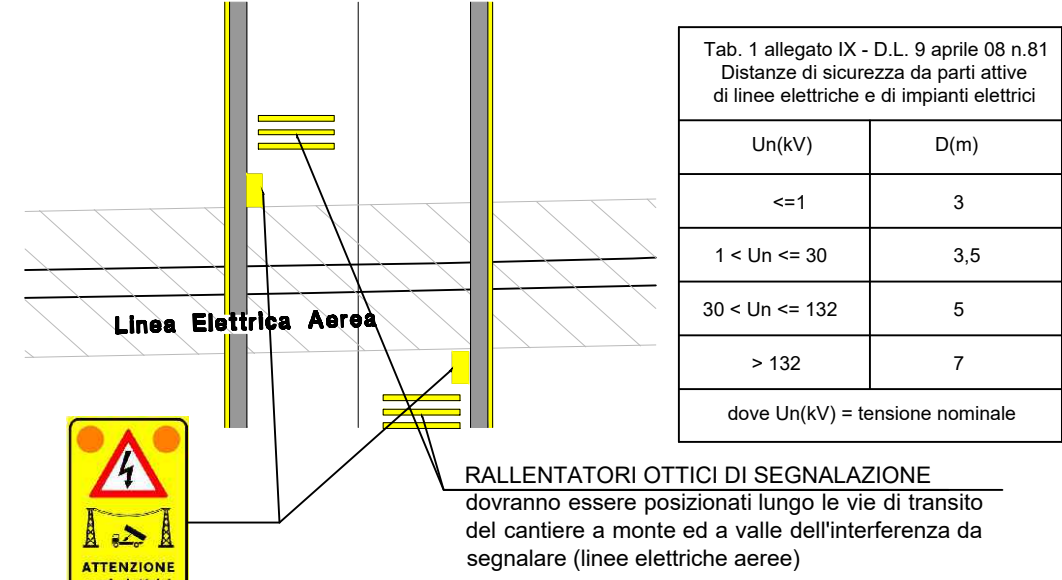 Tab. 1 allegato IX - D.L. 9 aprile 08 n.81
Distanze di sicurezza da parti attive
di linee elettriche e di impianti elettrici
Un(kV) D(m)
<=1 3
1 < Un <= 30 3,5
30 < Un <= 132 5
> 132 7
dove Un(kV) = tensione nominale
Linea Elettrica Aerea
RALLENTATORI OTTICI DI SEGNALAZIONE
dovranno essere posizionati lungo le vie di transito
del cantiere a monte ed a valle dell'interferenza da
segnalare (linee elettriche aeree)
ATTENZIONE